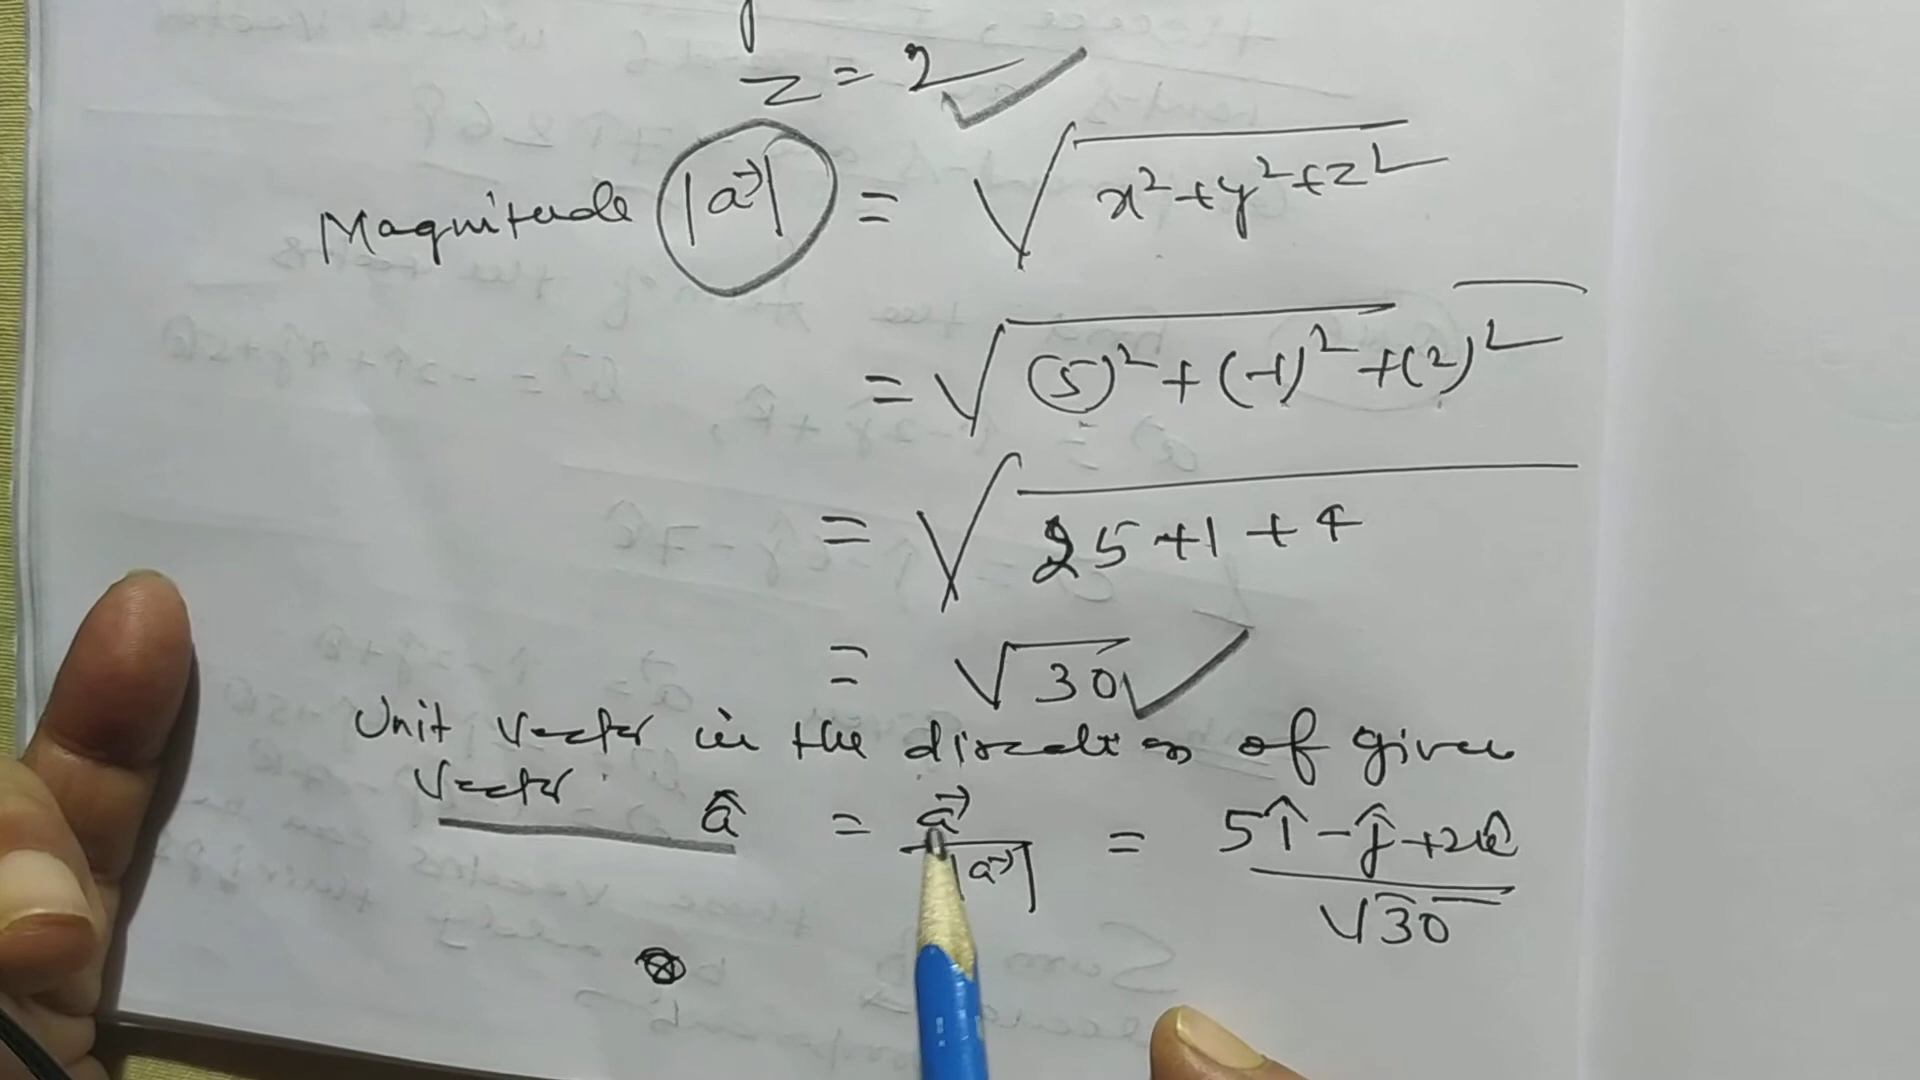 z = 2
Magnitude |a⃗| = √x²+y²+z²
= √(5)²+(-1)²+(2)²
= √25+1+4
= √30
Unit vector in the direction of given
vector â = a⃗/|a⃗| = 5î-ĵ+2k̂/√30